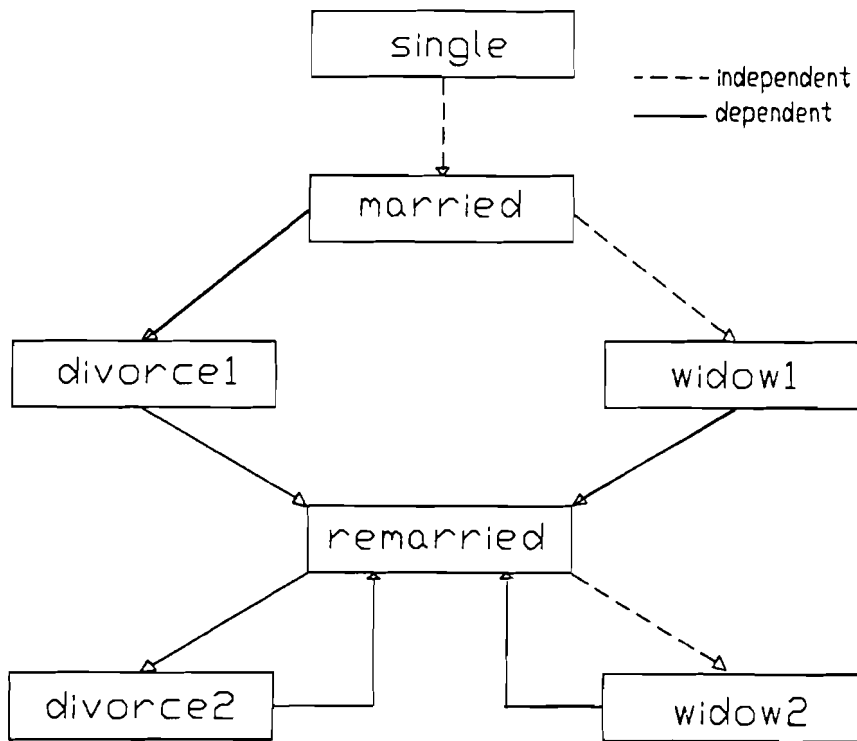 single
independent
dependent
married
divorce1
widow1
remarried
divorce2
widow2